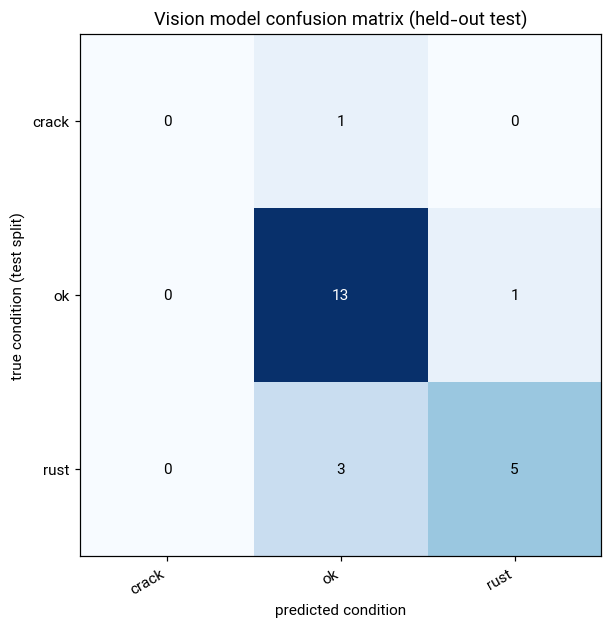 Vision model confusion matrix (held-out test)
true condition (test split)
crack
0 1 0
ok
0 13 1
rust
0 3 5
crack ok rust
predicted condition